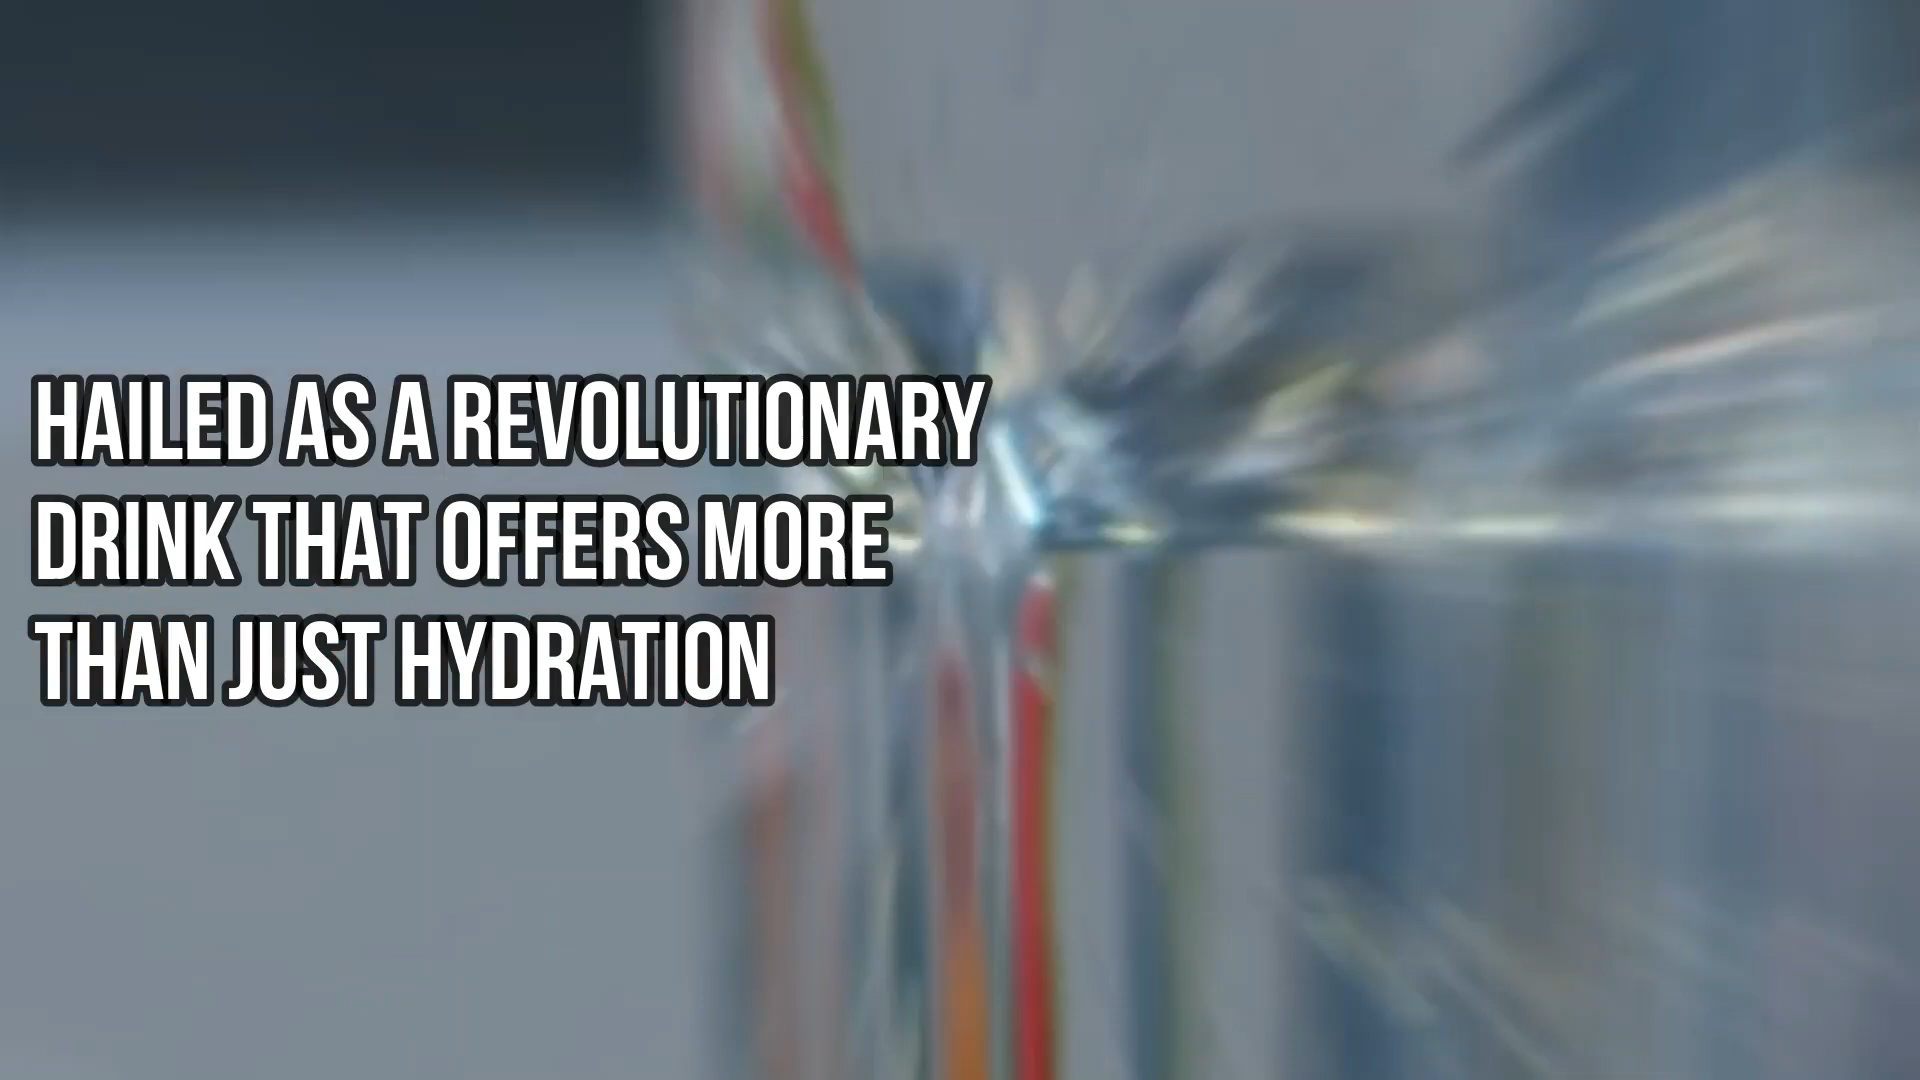 HAILED AS A REVOLUTIONARY
DRINK THAT OFFERS MORE
THAN JUST HYDRATION